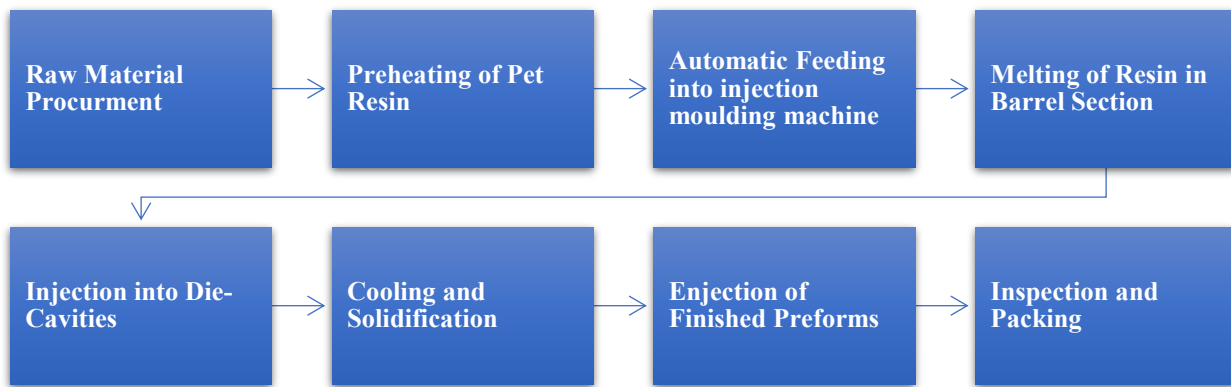 Raw Material
Procurment
Preheating of Pet
Resin
Automatic Feeding
into injection
moulding machine
Melting of Resin in
Barrel Section
Injection into Die-
Cavities
Cooling and
Solidification
Enjection of
Finished Preforms
Inspection and
Packing